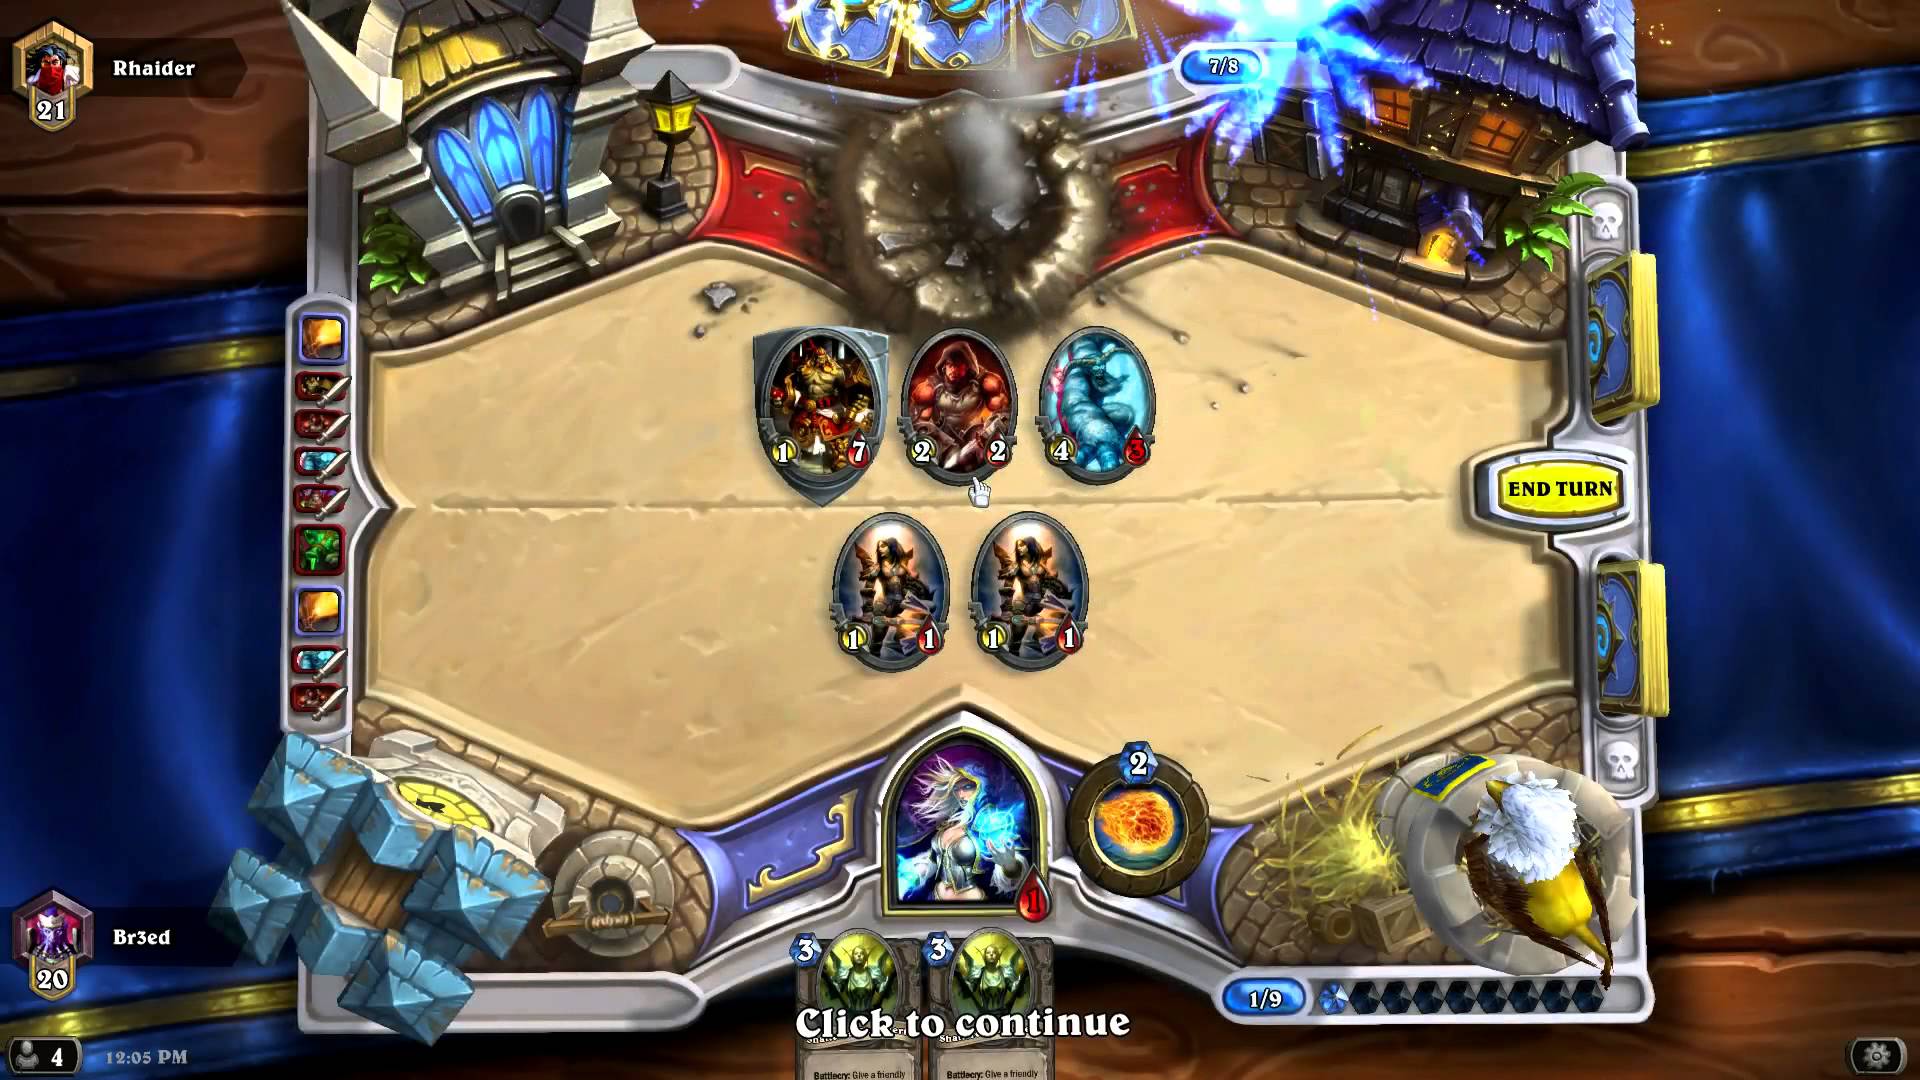 Rhaider
21
7/8
1
7
2
2
4
3
END TURN
1
1
1
1
2
1
Br3ed
20
3
3
1/9
Click to continue
Battlecry: Give a friendly
Battlecry: Give a friendly
4
12:05 PM